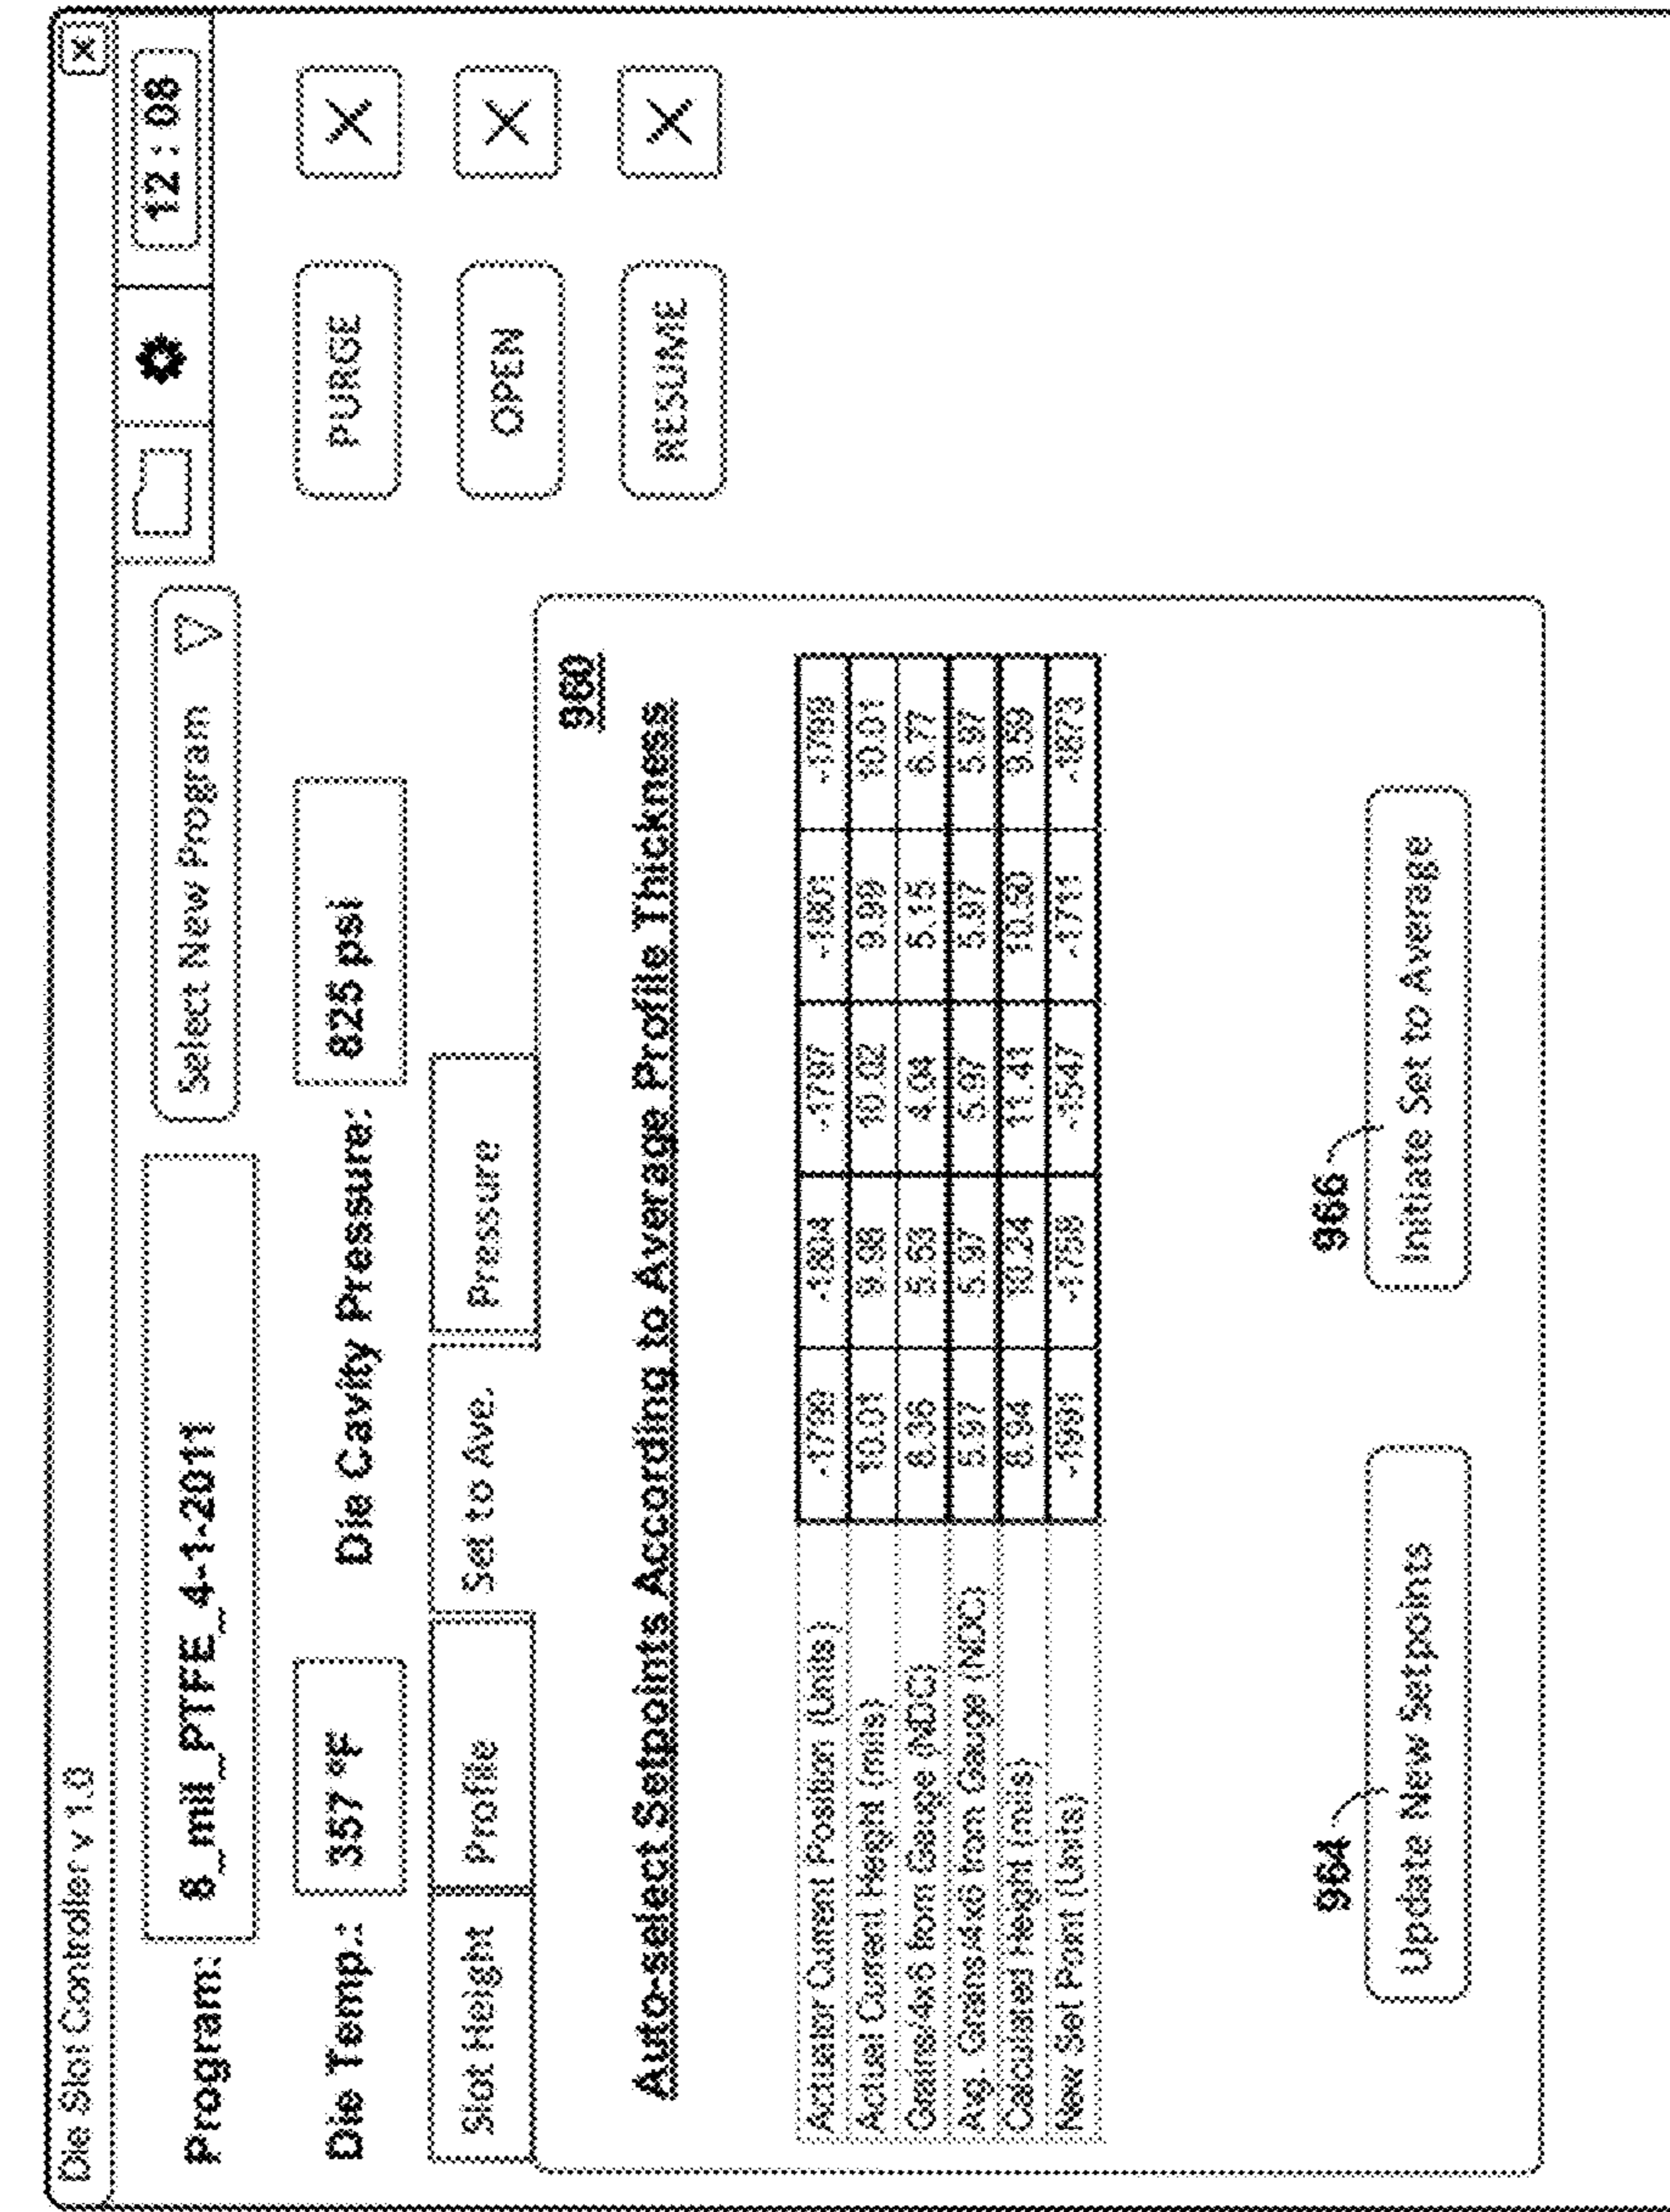 Die Slot Controller v 1.0
X
Program:
8_mil_PTFE_4-1-2011
Select New Program
12 : 08
Die Temp.:
357 °F
Die Cavity Pressure:
825 psi
PURGE
OPEN
RESUME
Slot Height
Profile
Set to Ave.
Pressure
960
Auto-select Setpoints According to Average Profile Thickness
Actuator Current Position (Units) -1799 -1804 -1797 -1801 -1799
Actual Current Height (mils) 10.01 9.98 10.02 9.99 10.01
Grains/4x6 from Gauge (NDC) 8.36 5.53 4.04 5.15 6.77
Avg. Grains/4x6 from Gauge (NDC) 5.97 5.97 5.97 5.97 5.97
Calculated Height (mils) 8.94 10.24 11.41 10.50 9.59
New Set Point (Units) -1991 -1759 -1547 -1711 -1873
964
Update New Setpoints
966
Initiate Set to Average